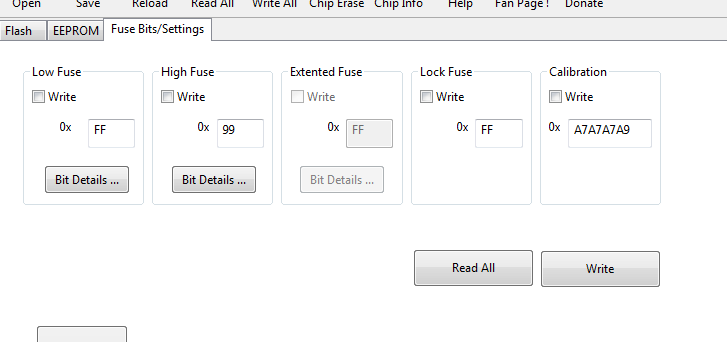 Open Save Reload Read All Write All Chip Erase Chip Info Help Fan Page ! Donate
Flash EEPROM Fuse Bits/Settings
Low Fuse High Fuse Extented Fuse Lock Fuse Calibration
Write Write Write Write Write
0x FF 0x 99 0x FF 0x FF 0x A7A7A7A9
Bit Details ... Bit Details ... Bit Details ...
Read All Write